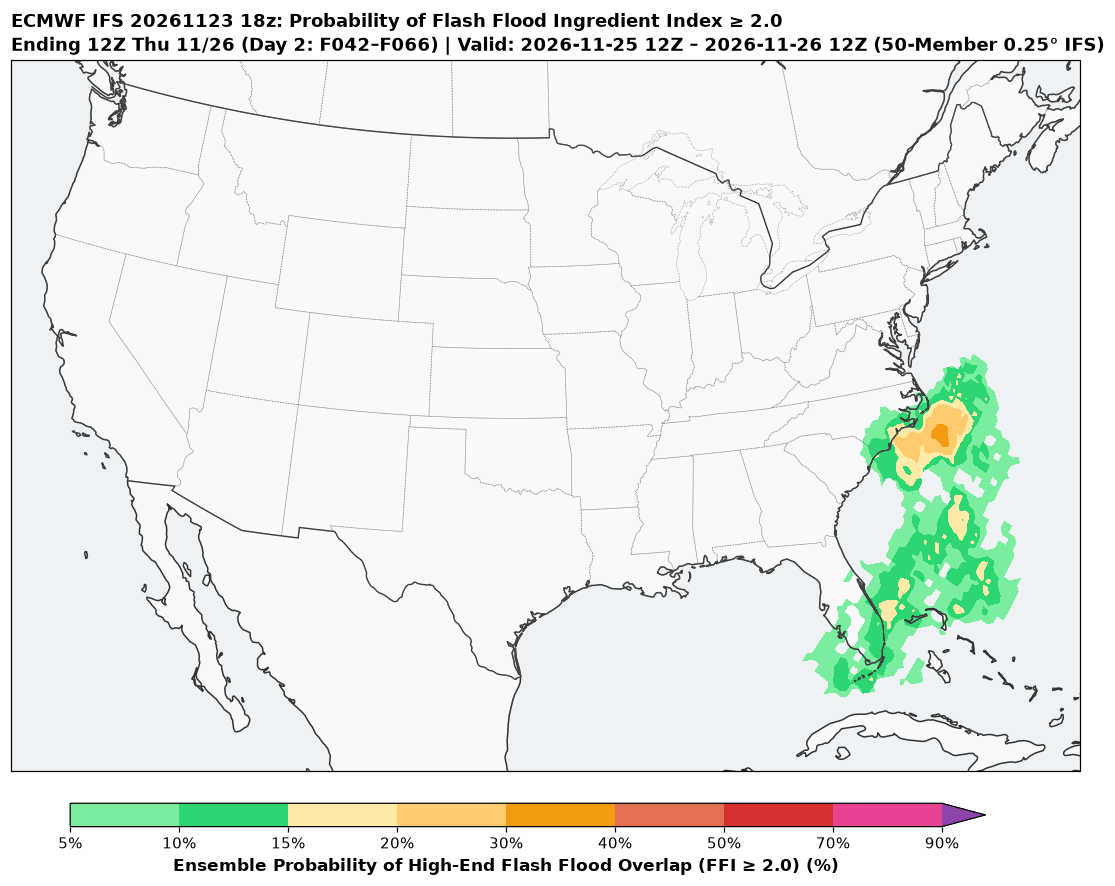 ECMWF IFS 20261123 18z: Probability of Flash Flood Ingredient Index ≥ 2.0
Ending 12Z Thu 11/26 (Day 2: F042–F066) | Valid: 2026-11-25 12Z – 2026-11-26 12Z (50-Member 0.25° IFS)
5% 10% 15% 20% 30% 40% 50% 70% 90%
Ensemble Probability of High-End Flash Flood Overlap (FFI ≥ 2.0) (%)